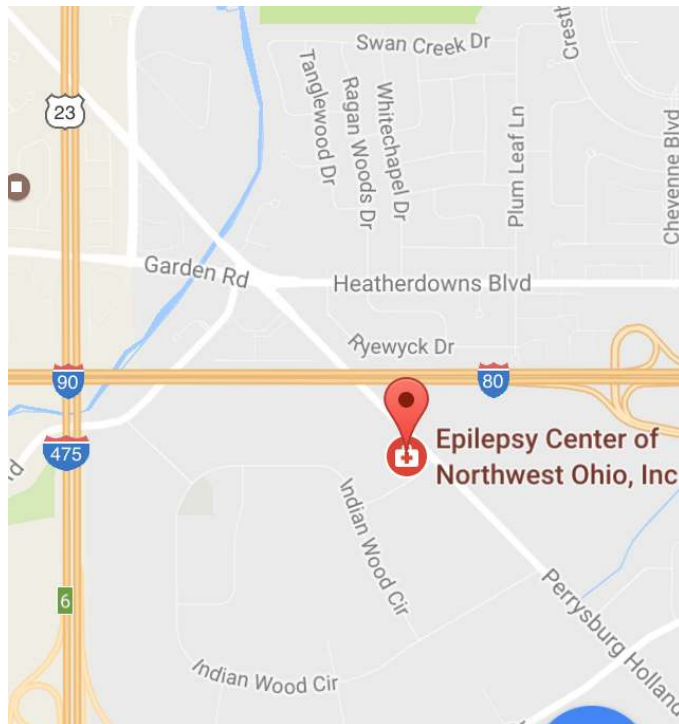 Swan Creek Dr
Cresth
23
Tanglewood Dr
Ragan Woods Dr
Whitechapel Dr
Plum Leaf Ln
Cheyenne Blvd
Garden Rd
Heatherdowns Blvd
Ryewyck Dr
90
80
475
Rd
Epilepsy Center of
Northwest Ohio, Inc
Indian Wood Cir
6
Perrysburg Holland
Indian Wood Cir